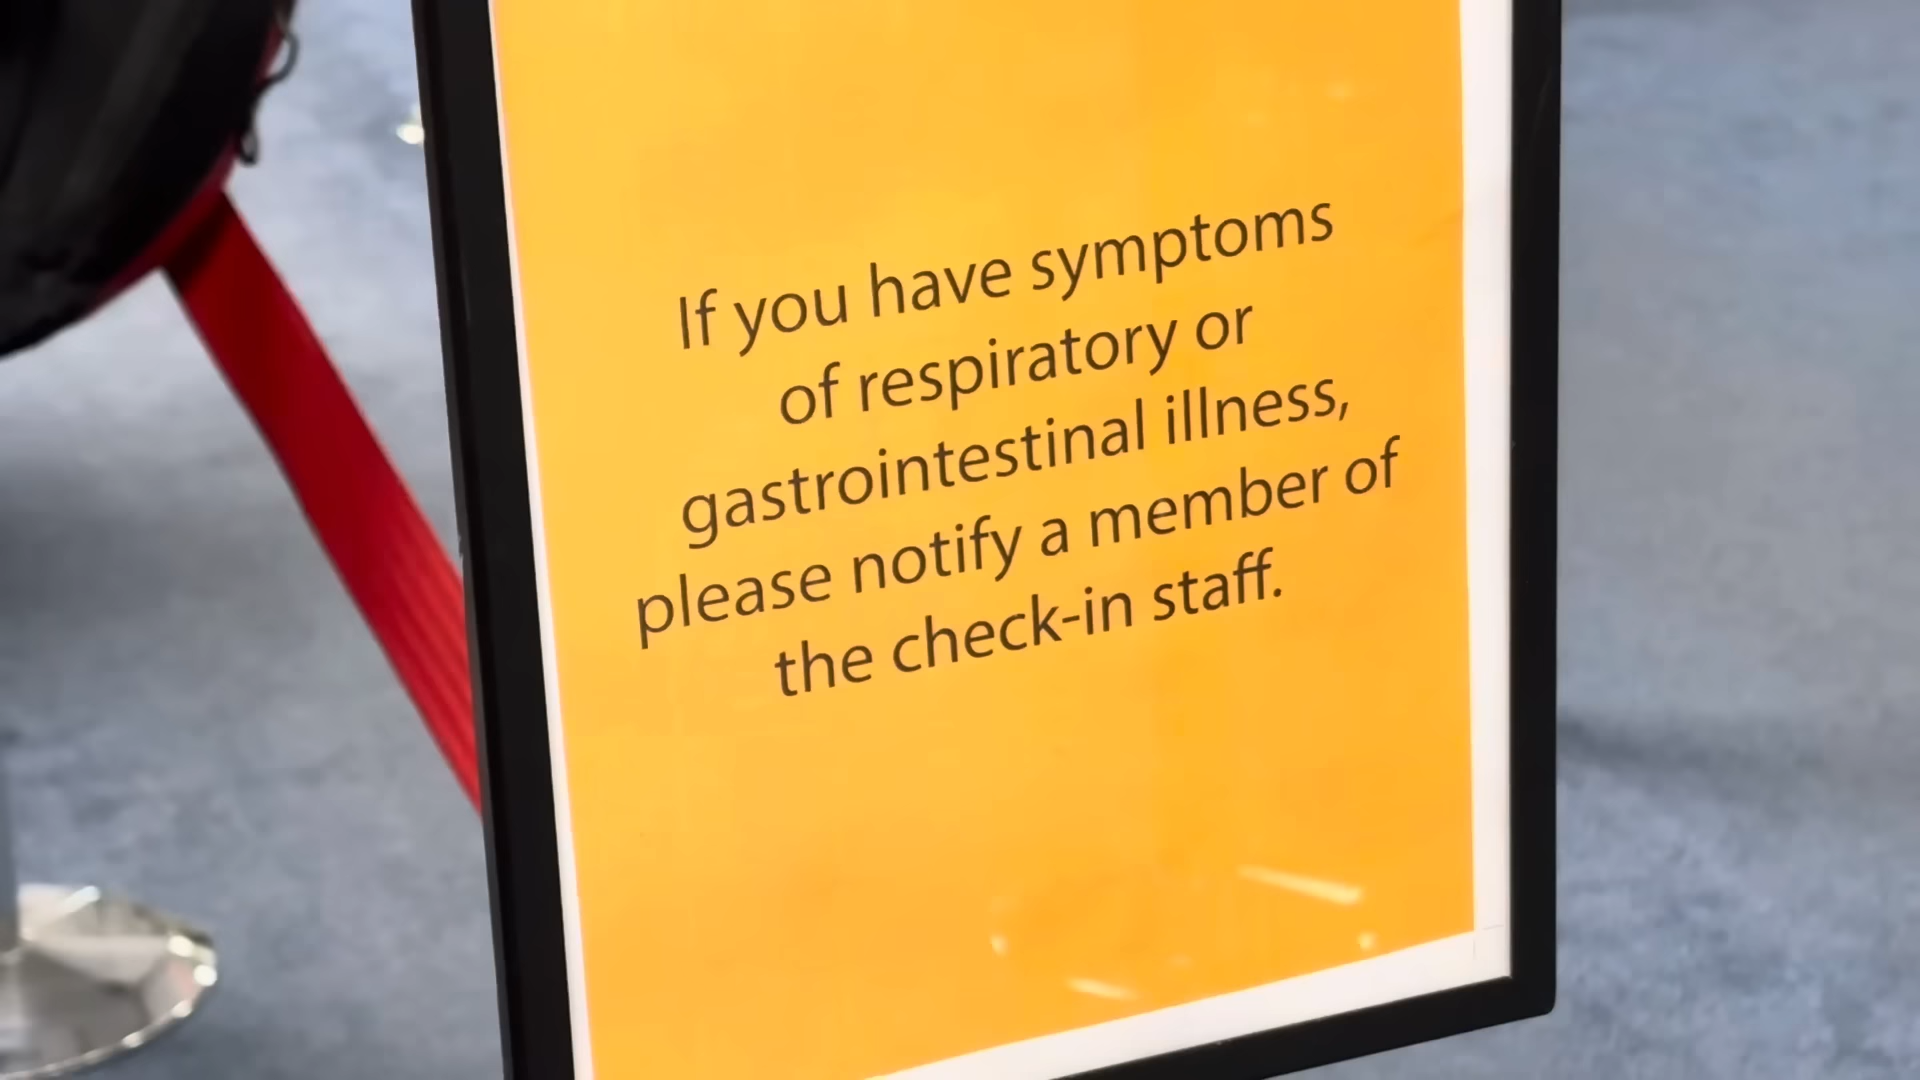 If you have symptoms
of respiratory or
gastrointestinal illness,
please notify a member of
the check-in staff.